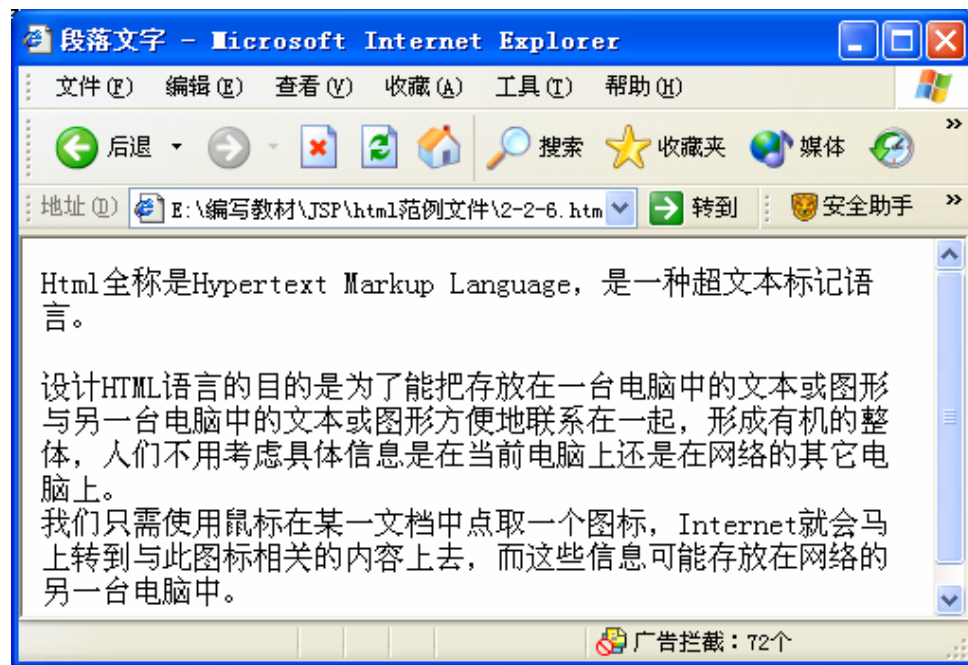 段落文字 - Microsoft Internet Explorer
文件(F) 编辑(E) 查看(V) 收藏(A) 工具(T) 帮助(H)
后退 搜索 收藏夹 媒体 »
地址(D) E:\编写教材\JSP\html范例文件\2-2-6.htm 转到 安全助手 »
Html全称是Hypertext Markup Language，是一种超文本标记语
言。
设计HTML语言的目的是为了能把存放在一台电脑中的文本或图形
与另一台电脑中的文本或图形方便地联系在一起，形成有机的整
体，人们不用考虑具体信息是在当前电脑上还是在网络的其它电
脑上。
我们只需使用鼠标在某一文档中点取一个图标，Internet就会马
上转到与此图标相关的内容上去，而这些信息可能存放在网络的
另一台电脑中。
广告拦截：72个